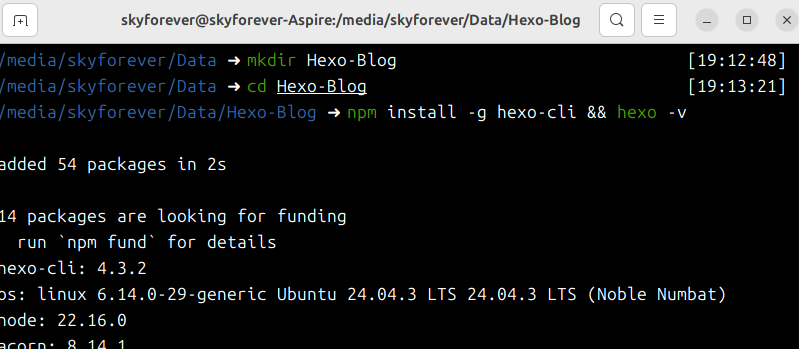 skyforever@skyforever-Aspire:/media/skyforever/Data/Hexo-Blog
/media/skyforever/Data ➜ mkdir Hexo-Blog [19:12:48]
/media/skyforever/Data ➜ cd Hexo-Blog [19:13:21]
/media/skyforever/Data/Hexo-Blog ➜ npm install -g hexo-cli && hexo -v
added 54 packages in 2s
14 packages are looking for funding
run `npm fund` for details
hexo-cli: 4.3.2
os: linux 6.14.0-29-generic Ubuntu 24.04.3 LTS 24.04.3 LTS (Noble Numbat)
node: 22.16.0
acorn: 8.14.1